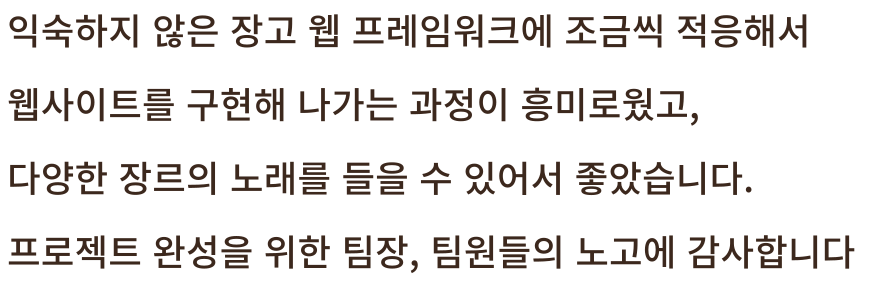 익숙하지 않은 장고 웹 프레임워크에 조금씩 적응해서
웹사이트를 구현해 나가는 과정이 흥미로웠고,
다양한 장르의 노래를 들을 수 있어서 좋았습니다.
프로젝트 완성을 위한 팀장, 팀원들의 노고에 감사합니다